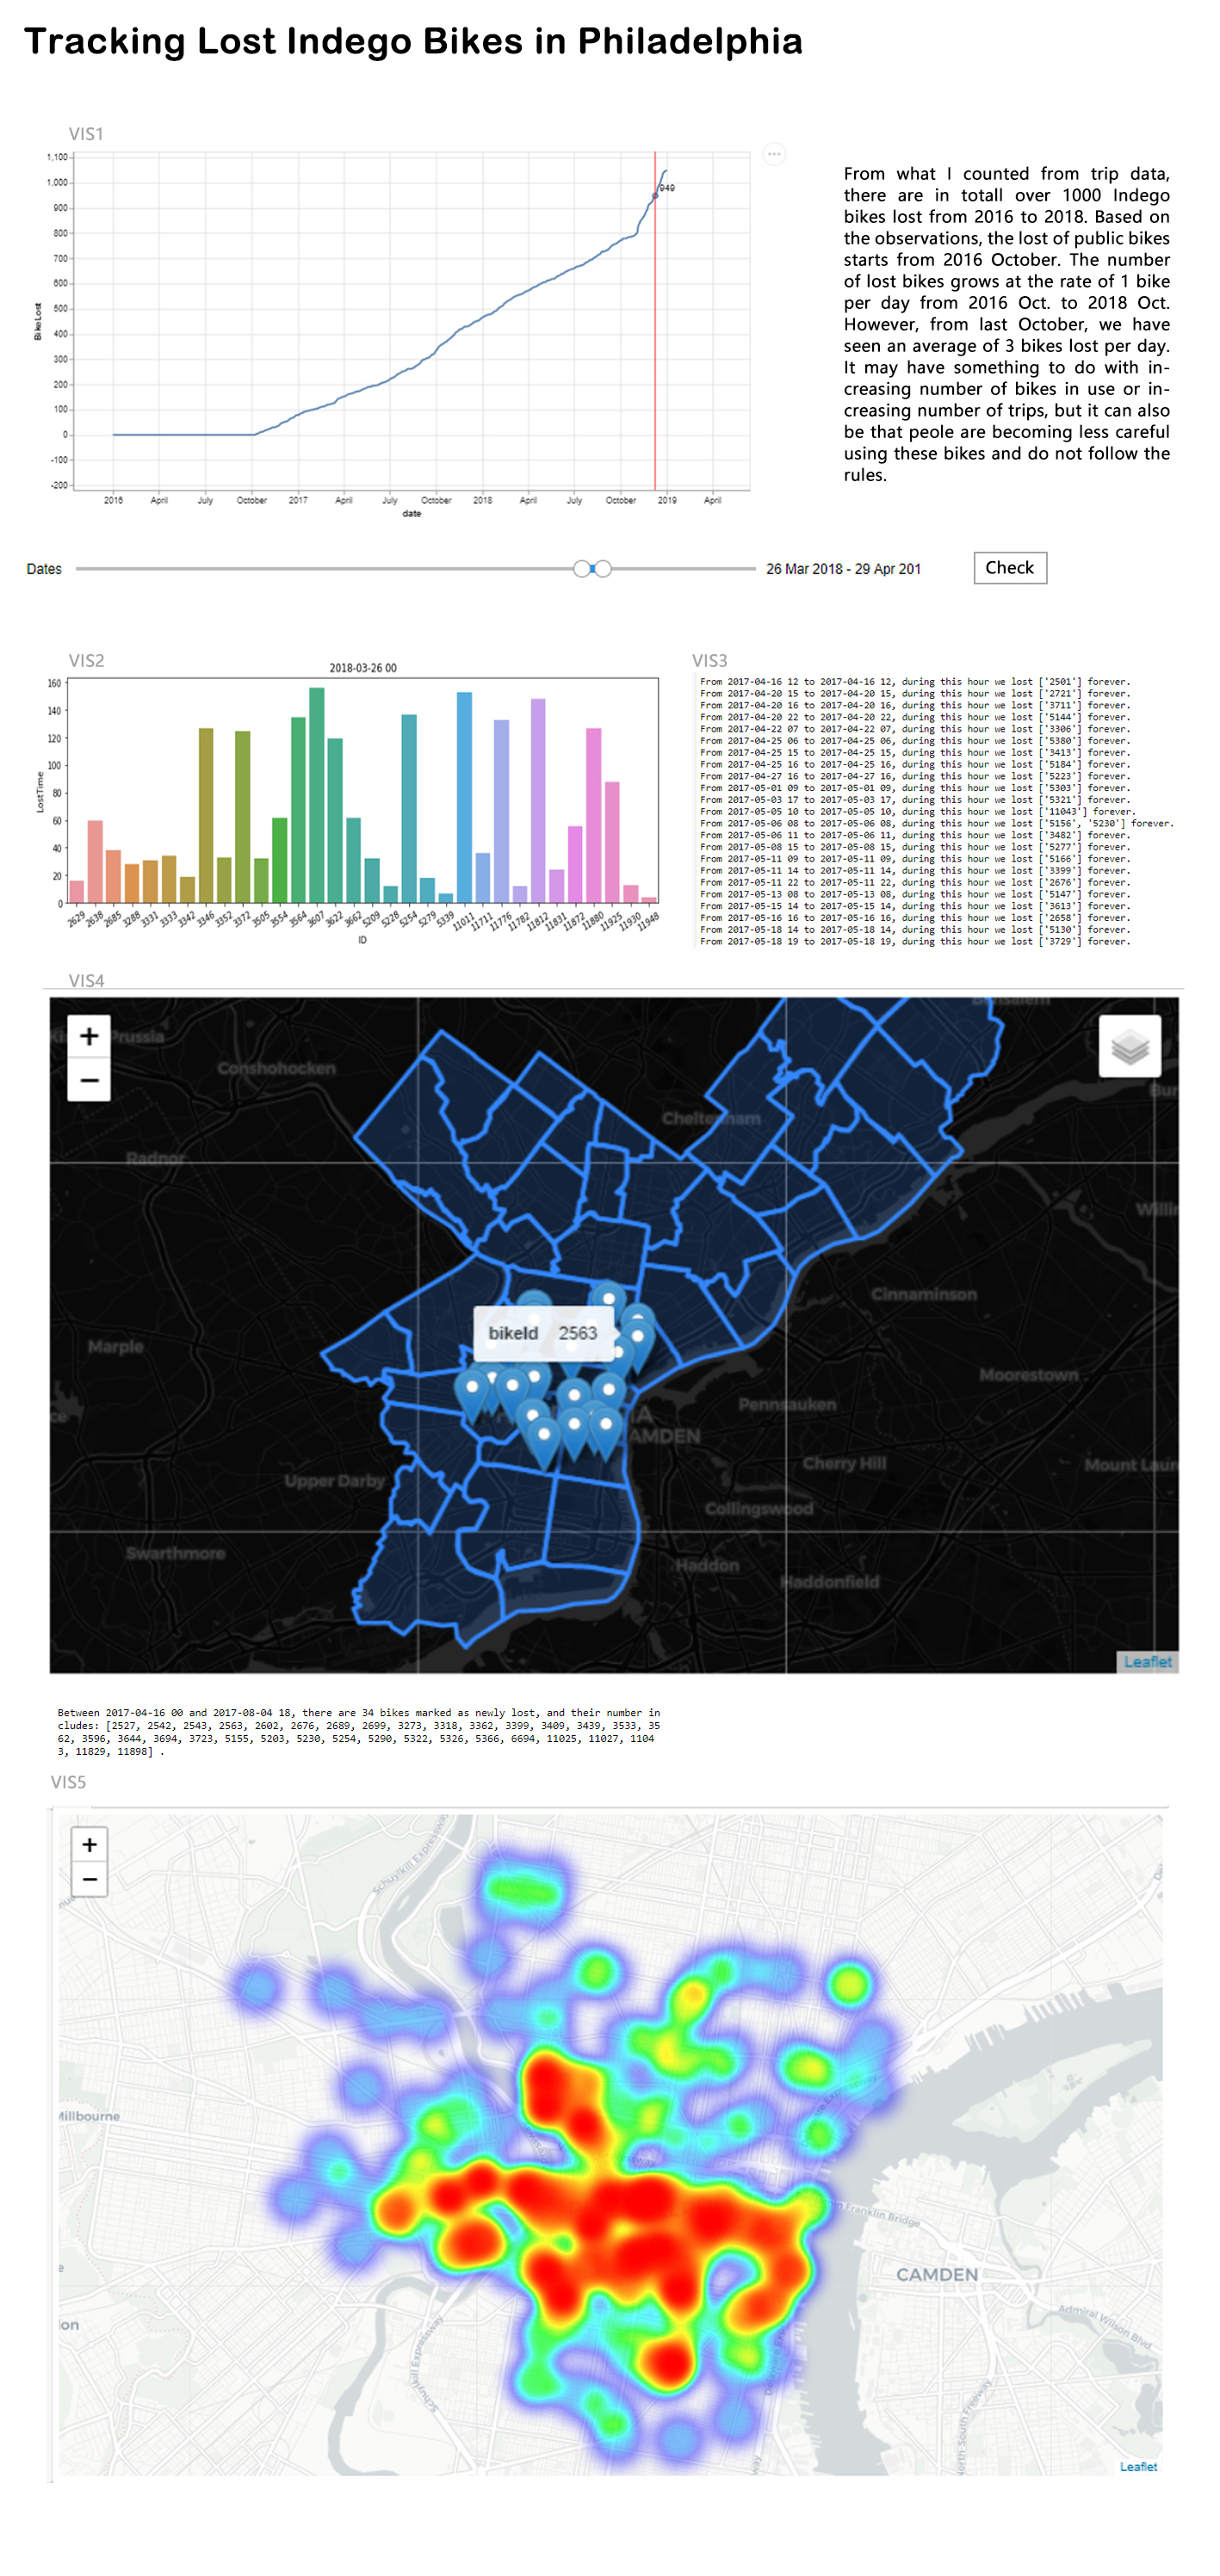 Tracking Lost Indego Bikes in Philadelphia
VIS1
1,100
1,000
900
800
700
600
500
400
300
200
100
0
-100
-200
BikeLost
949
2016
April
July
October
2017
April
July
October
2018
April
July
October
2019
April
date
From what I counted from trip data,
there are in totall over 1000 Indego
bikes lost from 2016 to 2018. Based on
the observations, the lost of public bikes
starts from 2016 October. The number
of lost bikes grows at the rate of 1 bike
per day from 2016 Oct. to 2018 Oct.
However, from last October, we have
seen an average of 3 bikes lost per day.
It may have something to do with in-
creasing number of bikes in use or in-
creasing number of trips, but it can also
be that peole are becoming less careful
using these bikes and do not follow the
rules.
Dates
26 Mar 2018 - 29 Apr 201
Check
VIS2
2018-03-26 00
160
140
120
100
80
60
40
20
0
LostTime
2629
2638
2685
3288
3331
3333
3342
3346
3352
3372
3505
3554
3564
3607
3622
3662
5209
5228
5254
5279
5339
11011
11711
11776
11782
11812
11831
11872
11880
11925
11930
11948
ID
VIS3
From 2017-04-16 12 to 2017-04-16 12, during this hour we lost ['2501'] forever.
From 2017-04-20 15 to 2017-04-20 15, during this hour we lost ['2721'] forever.
From 2017-04-20 16 to 2017-04-20 16, during this hour we lost ['3711'] forever.
From 2017-04-20 22 to 2017-04-20 22, during this hour we lost ['5144'] forever.
From 2017-04-22 07 to 2017-04-22 07, during this hour we lost ['3306'] forever.
From 2017-04-25 06 to 2017-04-25 06, during this hour we lost ['5380'] forever.
From 2017-04-25 15 to 2017-04-25 15, during this hour we lost ['3413'] forever.
From 2017-04-25 16 to 2017-04-25 16, during this hour we lost ['5184'] forever.
From 2017-04-27 16 to 2017-04-27 16, during this hour we lost ['5223'] forever.
From 2017-05-01 09 to 2017-05-01 09, during this hour we lost ['5303'] forever.
From 2017-05-03 17 to 2017-05-03 17, during this hour we lost ['5321'] forever.
From 2017-05-05 10 to 2017-05-05 10, during this hour we lost ['11043'] forever.
From 2017-05-06 08 to 2017-05-06 08, during this hour we lost ['5156', '5230'] forever.
From 2017-05-06 11 to 2017-05-06 11, during this hour we lost ['3482'] forever.
From 2017-05-08 15 to 2017-05-08 15, during this hour we lost ['5277'] forever.
From 2017-05-11 09 to 2017-05-11 09, during this hour we lost ['5166'] forever.
From 2017-05-11 14 to 2017-05-11 14, during this hour we lost ['3399'] forever.
From 2017-05-11 22 to 2017-05-11 22, during this hour we lost ['2676'] forever.
From 2017-05-13 08 to 2017-05-13 08, during this hour we lost ['5147'] forever.
From 2017-05-15 14 to 2017-05-15 14, during this hour we lost ['3613'] forever.
From 2017-05-16 16 to 2017-05-16 16, during this hour we lost ['2658'] forever.
From 2017-05-18 14 to 2017-05-18 14, during this hour we lost ['5130'] forever.
From 2017-05-18 19 to 2017-05-18 19, during this hour we lost ['3729'] forever.
VIS4
+
−
Prussia
Conshohocken
Bensalem
Bur
Cheltenham
Radnor
Willin
Cinnaminson
Marple
bikeId 2563
Moorestown
Pennsauken
IA
AMDEN
Cherry Hill
Mount Laur
Upper Darby
Collingswood
Swarthmore
Haddon
Haddonfield
Leaflet
Between 2017-04-16 00 and 2017-08-04 18, there are 34 bikes marked as newly lost, and their number in
cludes: [2527, 2542, 2543, 2563, 2602, 2676, 2689, 2699, 3273, 3318, 3362, 3399, 3409, 3439, 3533, 35
62, 3596, 3644, 3694, 3723, 5155, 5203, 5230, 5254, 5290, 5322, 5326, 5366, 6694, 11025, 11027, 1104
3, 11829, 11898] .
VIS5
+
−
Schuylkill Expressway
Millbourne
Franklin Bridge
CAMDEN
Admiral Wilson Blvd
lon
Schuylkill Expressway
North South Freeway
way
Leaflet